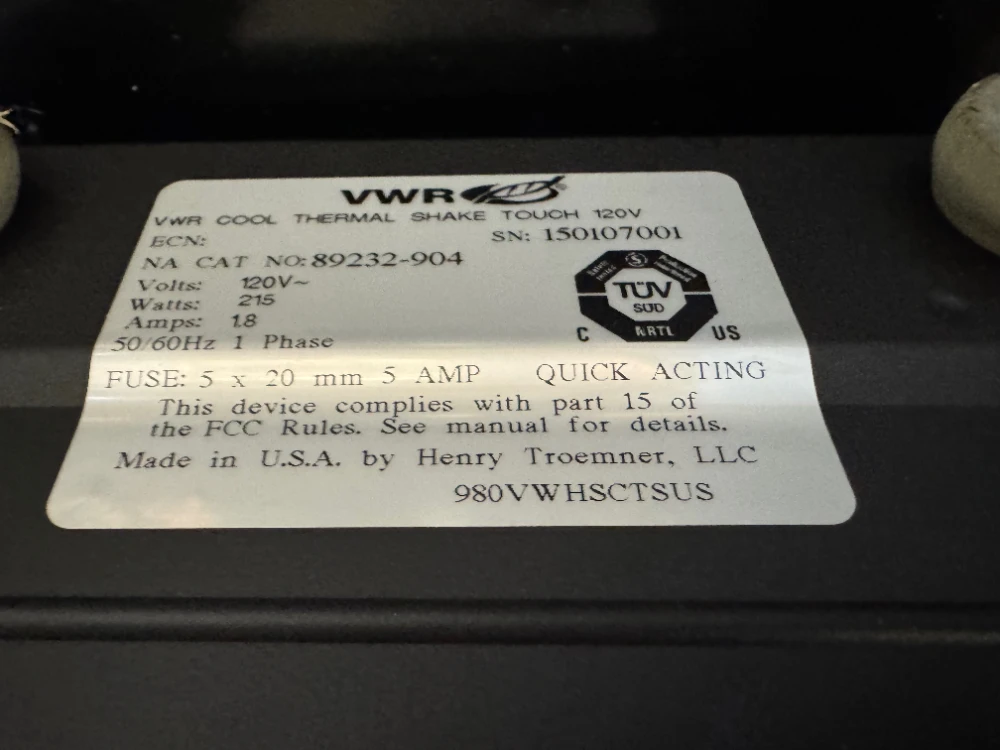 VWR
VWR COOL THERMAL SHAKE TOUCH 120V
ECN:
SN: 150107001
NA CAT NO: 89232-904
Volts: 120V~
Watts: 215
Amps: 1.8
50/60Hz 1 Phase
TÜV
SÜD
C NRTL US
FUSE: 5 x 20 mm 5 AMP QUICK ACTING
This device complies with part 15 of
the FCC Rules. See manual for details.
Made in U.S.A. by Henry Troemner, LLC
980VWHSCTSUS